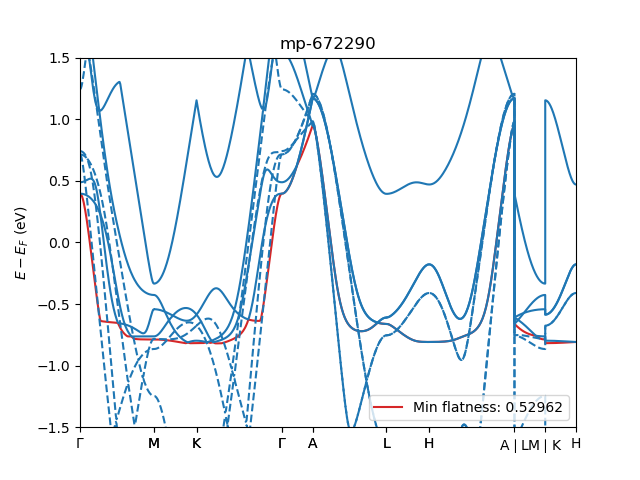 mp-672290
1.5
1.0
0.5
0.0
−0.5
−1.0
−1.5
E − E_F (eV)
Min flatness: 0.52962
Γ M K Γ A L H A | LM | K H